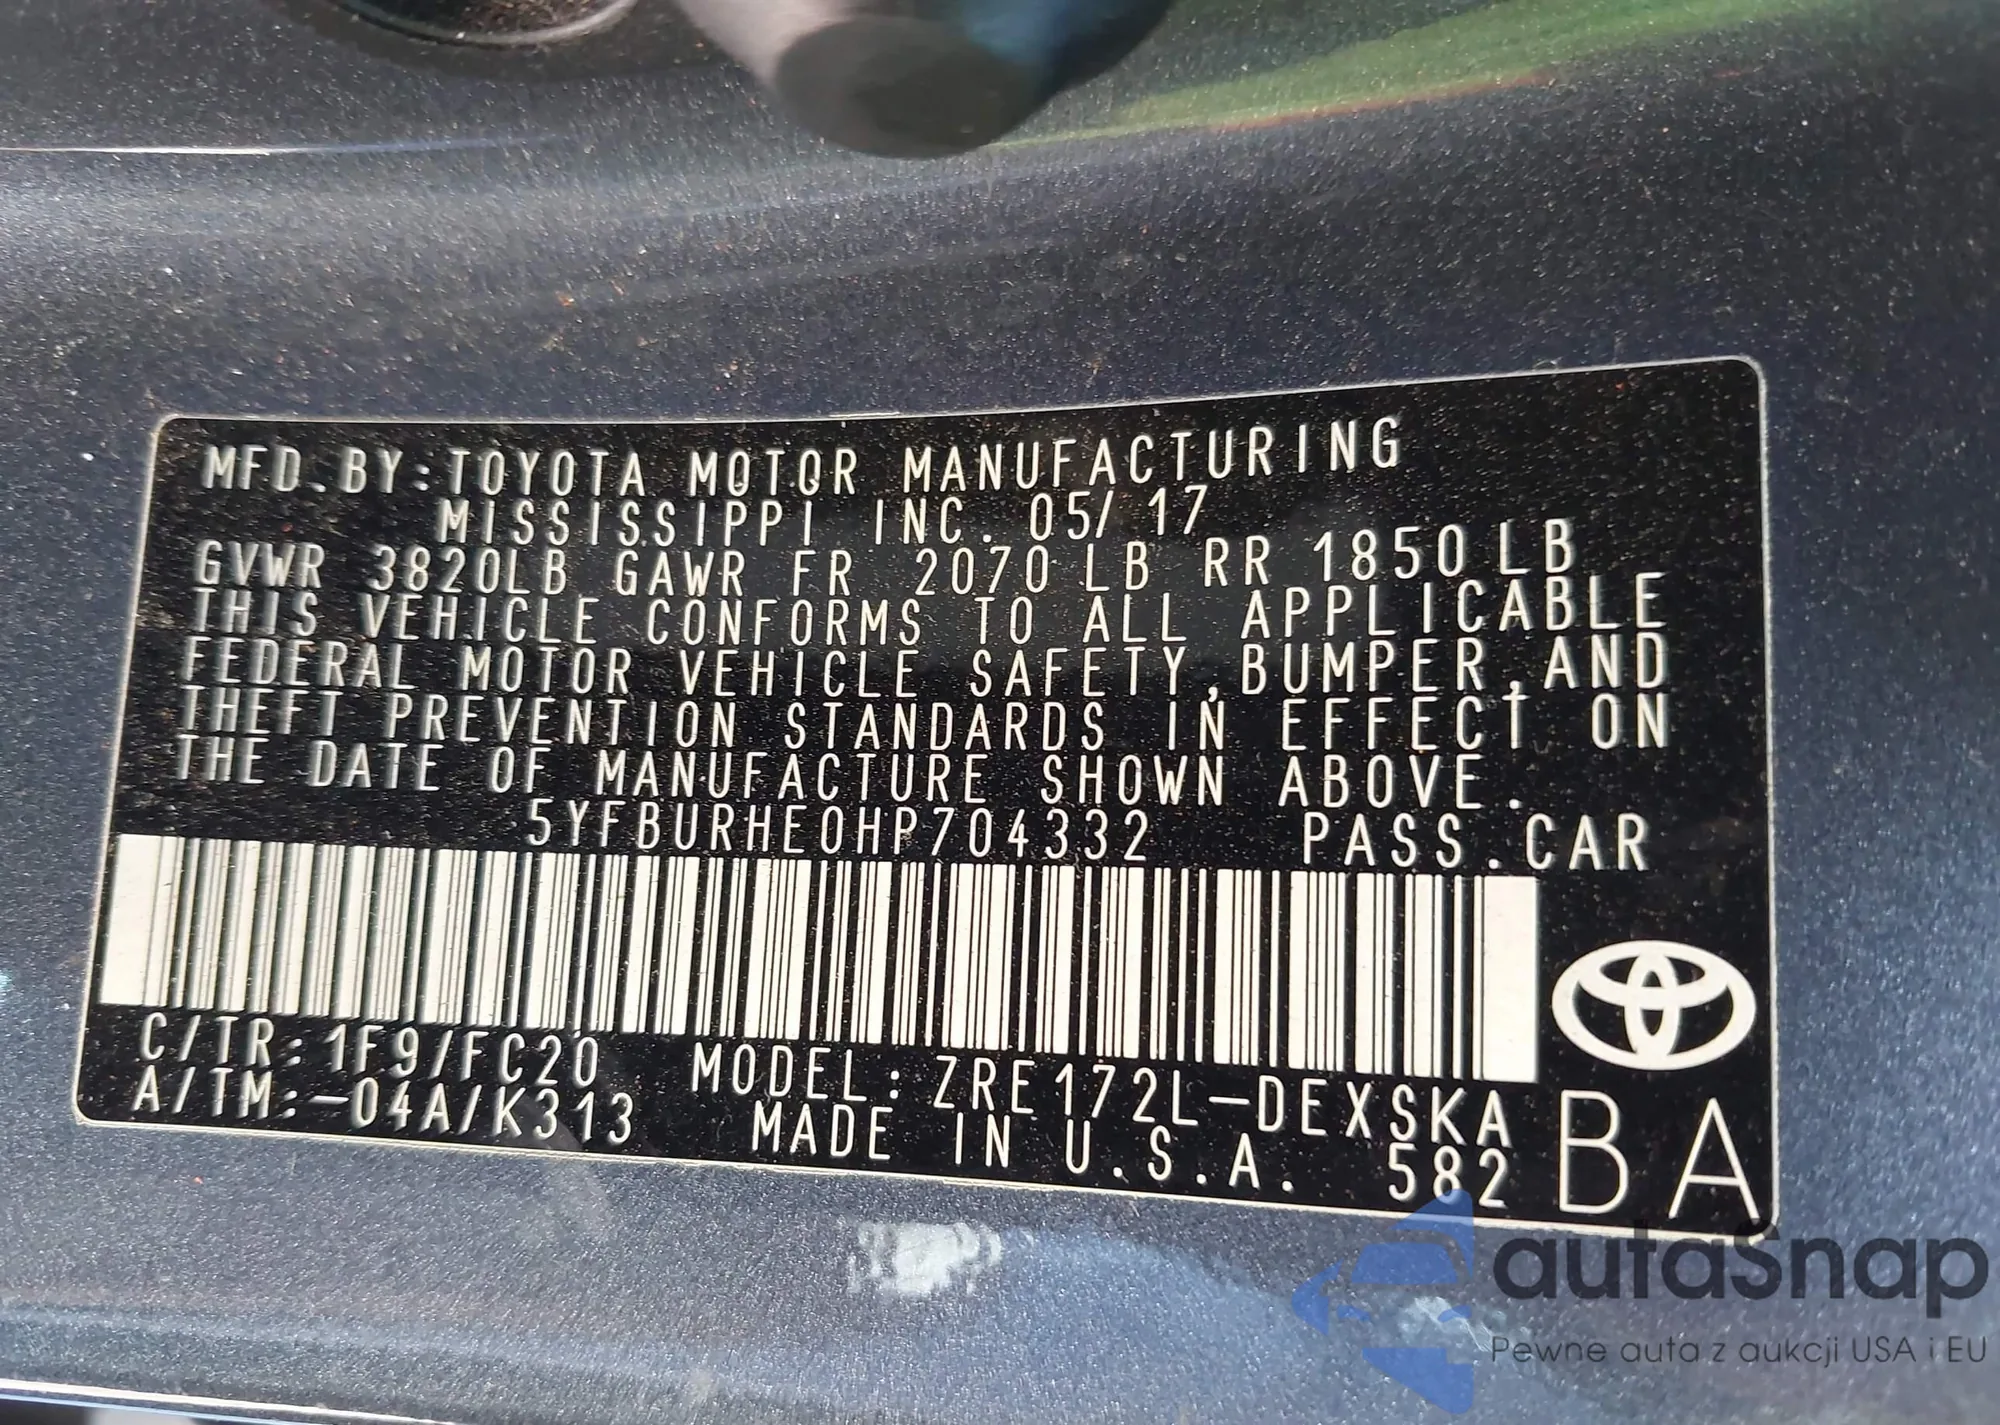 MFD.BY:TOYOTA MOTOR MANUFACTURING
MISSISSIPPI INC. 05/17
GVWR 3820LB GAWR FR 2070 LB RR 1850LB
THIS VEHICLE CONFORMS TO ALL APPLICABLE
FEDERAL MOTOR VEHICLE SAFETY,BUMPER,AND
THEFT PREVENTION STANDARDS IN EFFECT ON
THE DATE OF MANUFACTURE SHOWN ABOVE.
5YFBURHE0HP704332 PASS.CAR
C/TR:1F9/FC20 MODEL:ZRE172L-DEXSKA
A/TM:-04A/K313 MADE IN U.S.A. 582
BA
autaSnap
Pewne auta z aukcji USA i EU